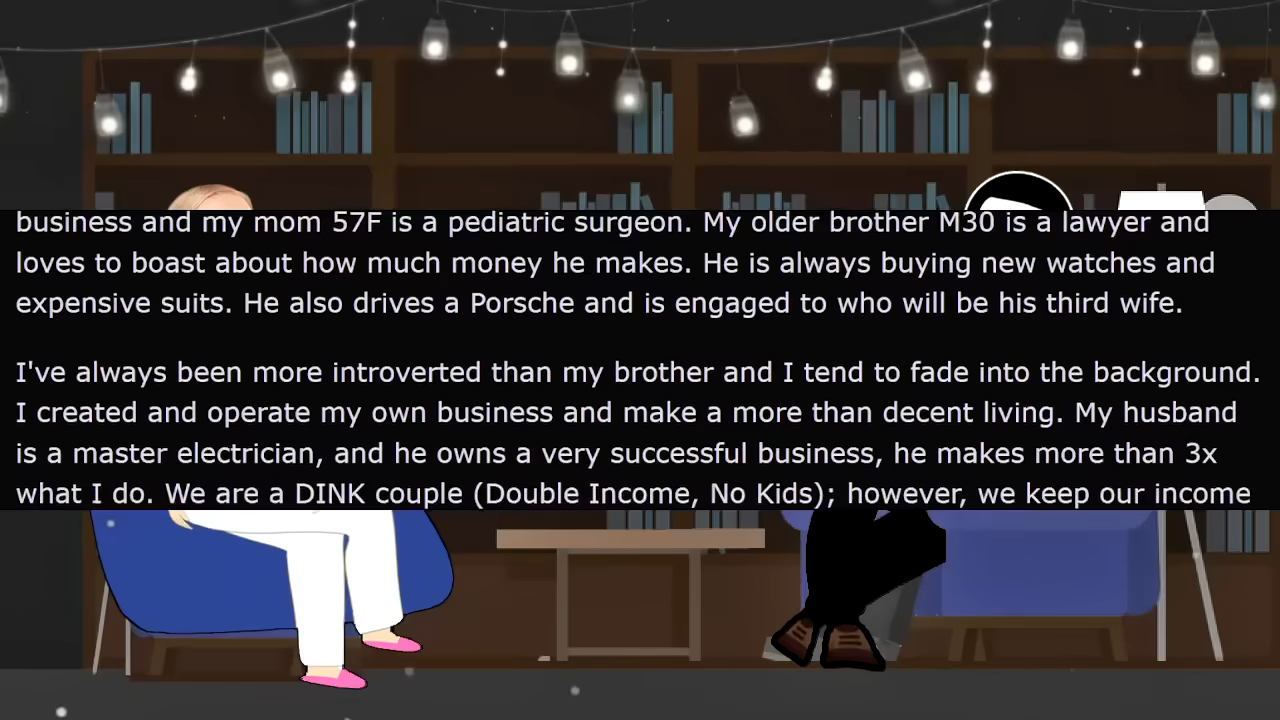 business and my mom 57F is a pediatric surgeon. My older brother M30 is a lawyer and
loves to boast about how much money he makes. He is always buying new watches and
expensive suits. He also drives a Porsche and is engaged to who will be his third wife.
I've always been more introverted than my brother and I tend to fade into the background.
I created and operate my own business and make a more than decent living. My husband
is a master electrician, and he owns a very successful business, he makes more than 3x
what I do. We are a DINK couple (Double Income, No Kids); however, we keep our income